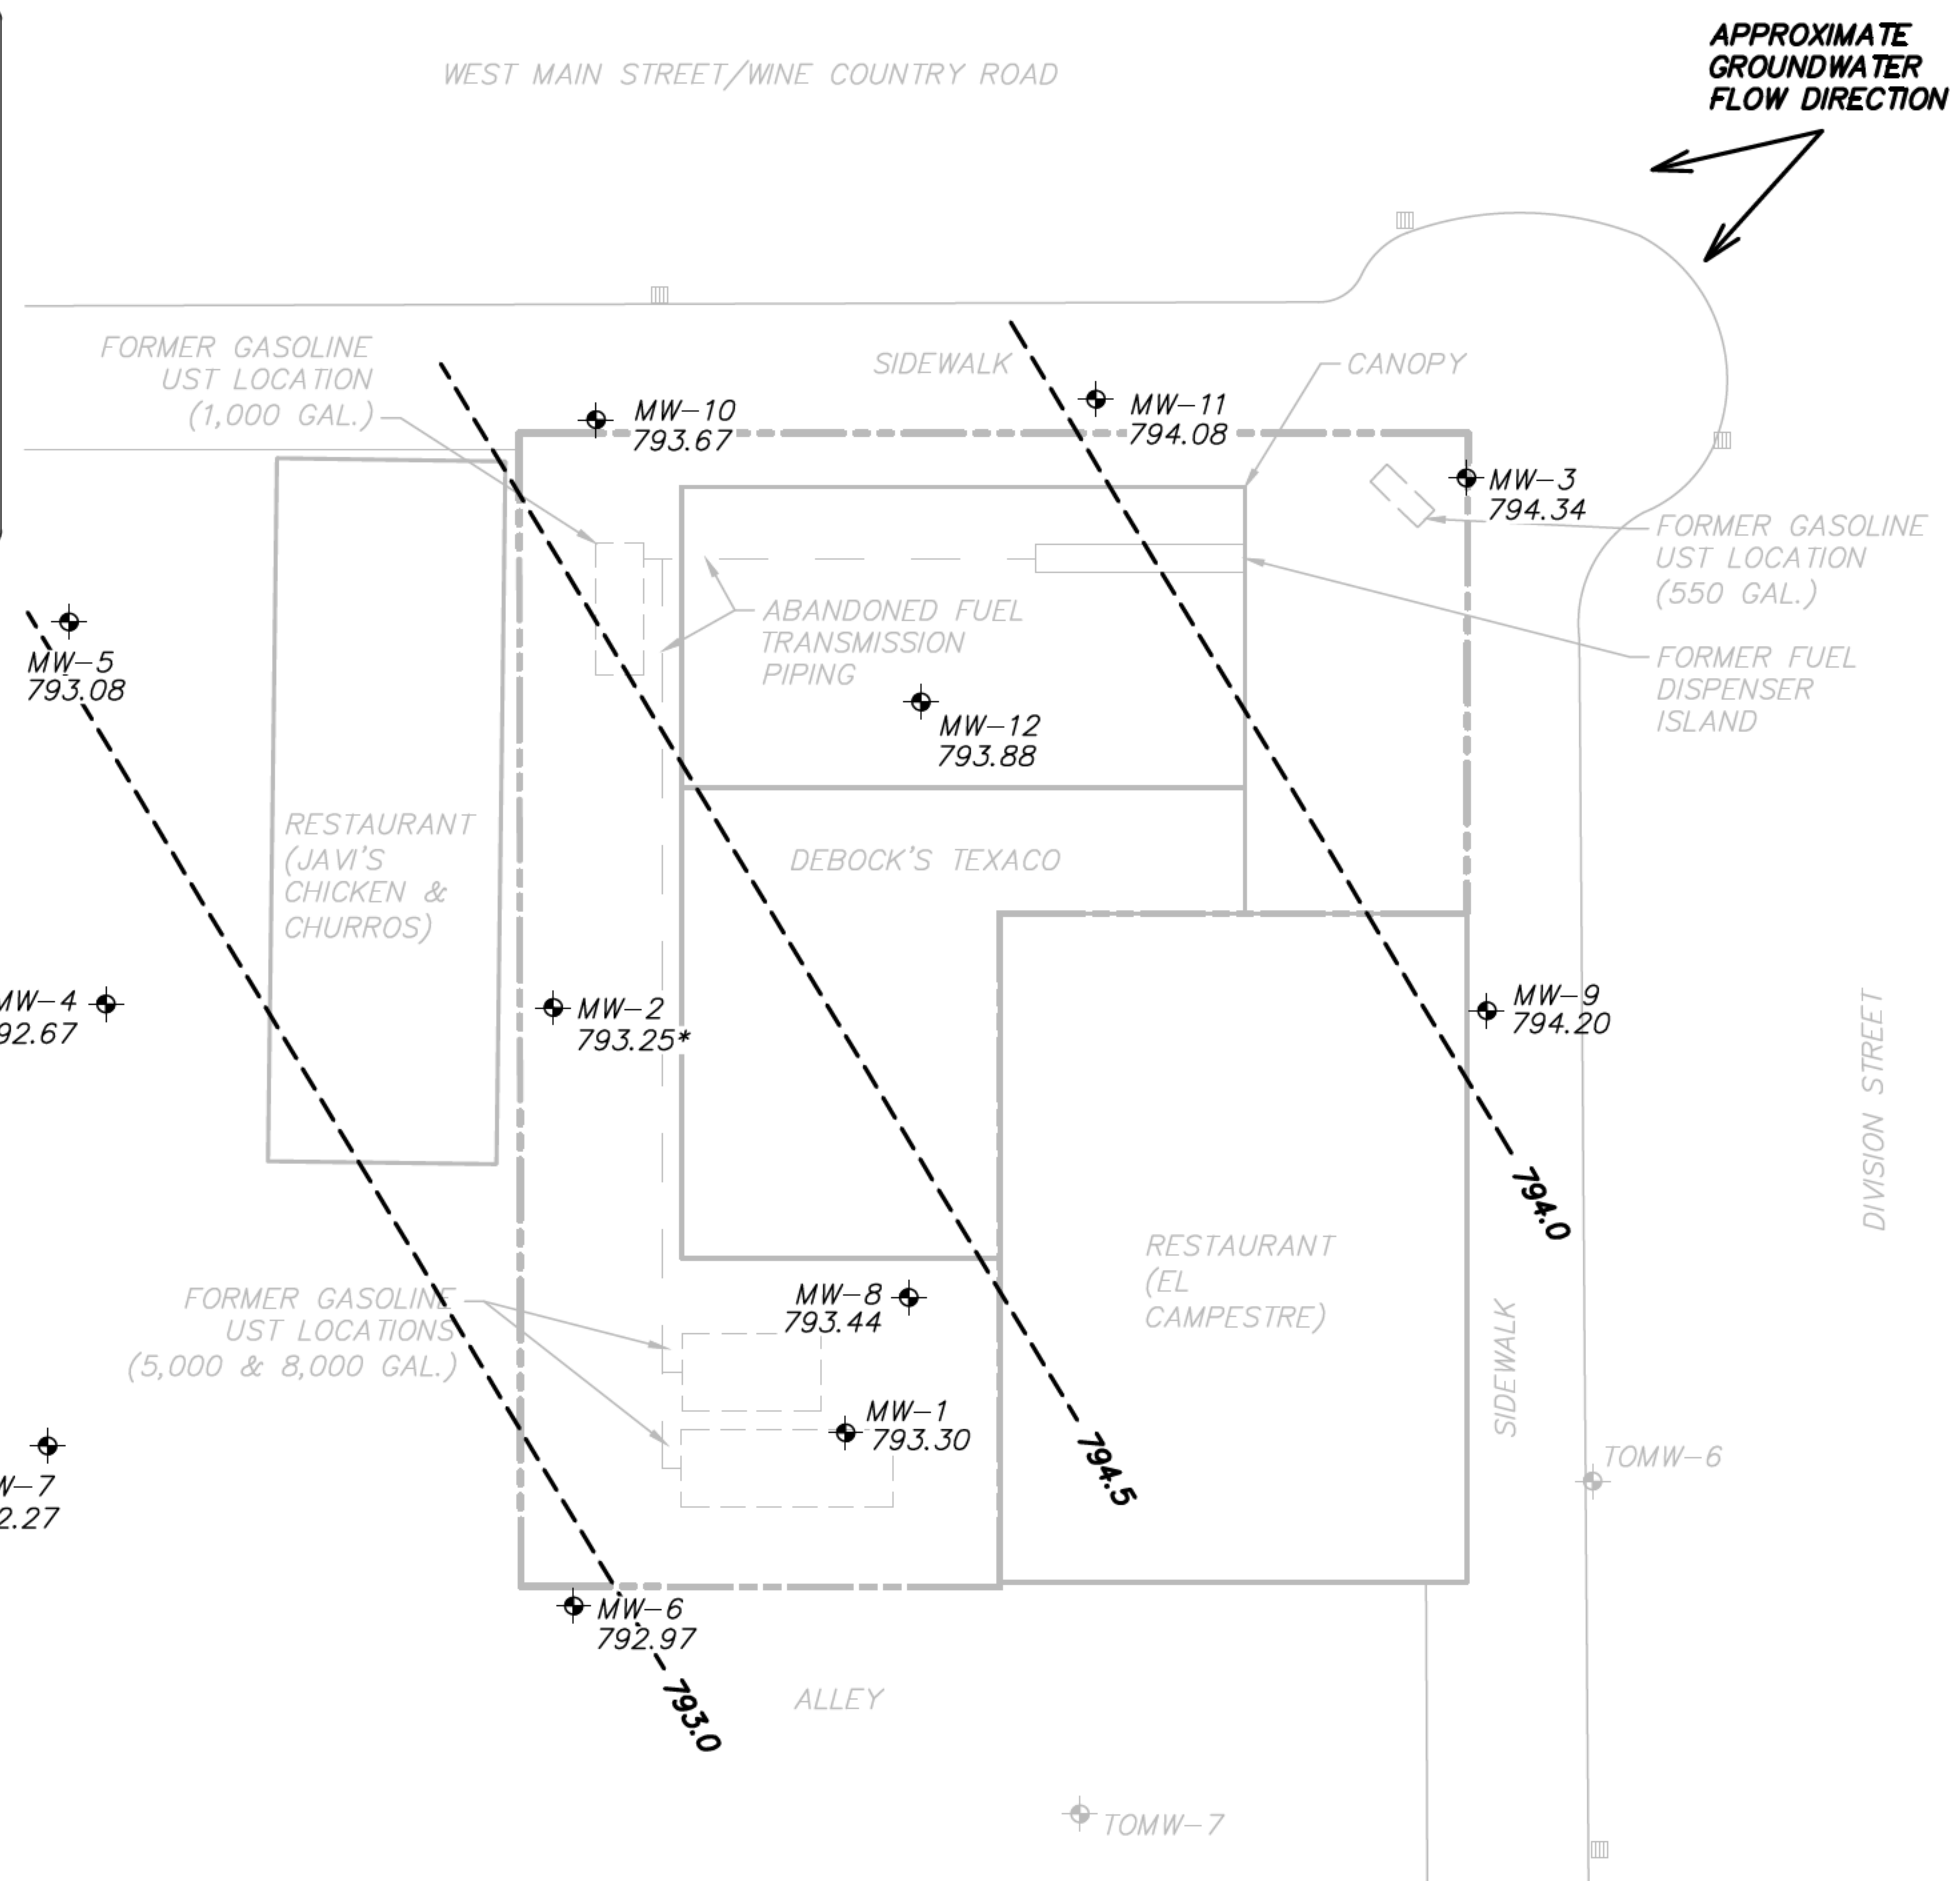 APPROXIMATE
GROUNDWATER
FLOW DIRECTION
WEST MAIN STREET/WINE COUNTRY ROAD
FORMER GASOLINE
UST LOCATION
(1,000 GAL.)
SIDEWALK
CANOPY
MW-10
793.67
MW-11
794.08
MW-3
794.34
FORMER GASOLINE
UST LOCATION
(550 GAL.)
MW-5
793.08
ABANDONED FUEL
TRANSMISSION
PIPING
FORMER FUEL
DISPENSER
ISLAND
MW-12
793.88
RESTAURANT
(JAVI'S
CHICKEN &
CHURROS)
DEBOCK'S TEXACO
MW-4
92.67
MW-2
793.25*
MW-9
794.20
DIVISION STREET
794.0
RESTAURANT
(EL
CAMPESTRE)
FORMER GASOLINE
UST LOCATIONS
(5,000 & 8,000 GAL.)
MW-8
793.44
SIDEWALK
MW-1
793.30
794.5
TOMW-6
W-7
2.27
MW-6
792.97
793.0
ALLEY
TOMW-7